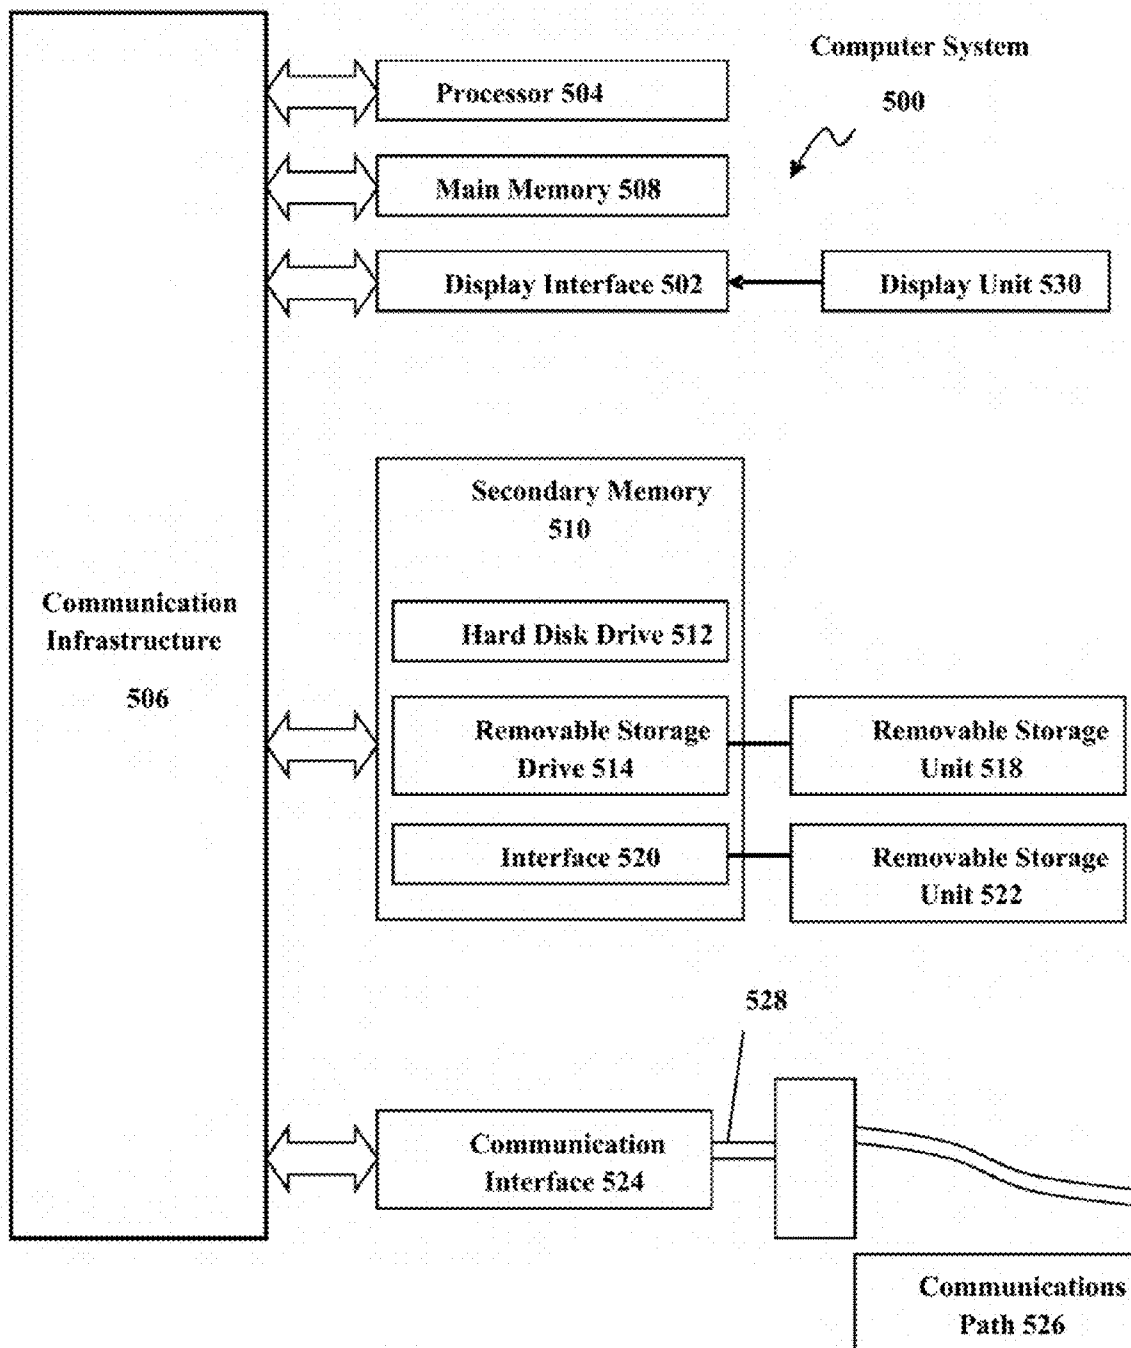 Computer System
500
Processor 504
Main Memory 508
Display Interface 502
Display Unit 530
Secondary Memory
510
Communication
Infrastructure
506
Hard Disk Drive 512
Removable Storage
Drive 514
Removable Storage
Unit 518
Interface 520
Removable Storage
Unit 522
528
Communication
Interface 524
Communications
Path 526